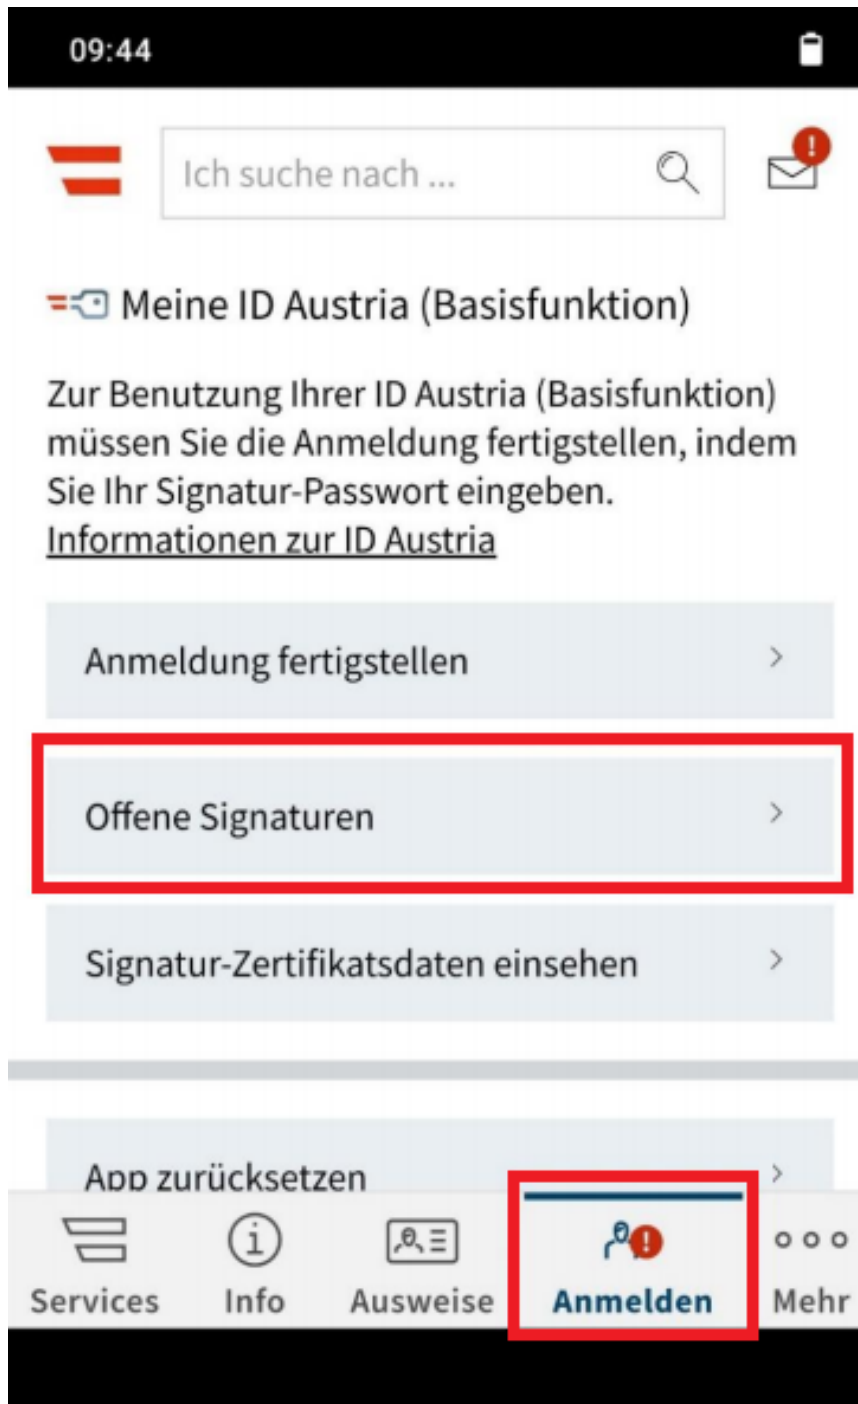 09:44
Ich suche nach ...
Meine ID Austria (Basisfunktion)
Zur Benutzung Ihrer ID Austria (Basisfunktion)
müssen Sie die Anmeldung fertigstellen, indem
Sie Ihr Signatur-Passwort eingeben.
Informationen zur ID Austria
Anmeldung fertigstellen
Offene Signaturen
Signatur-Zertifikatsdaten einsehen
App zurücksetzen
Services Info Ausweise Anmelden Mehr